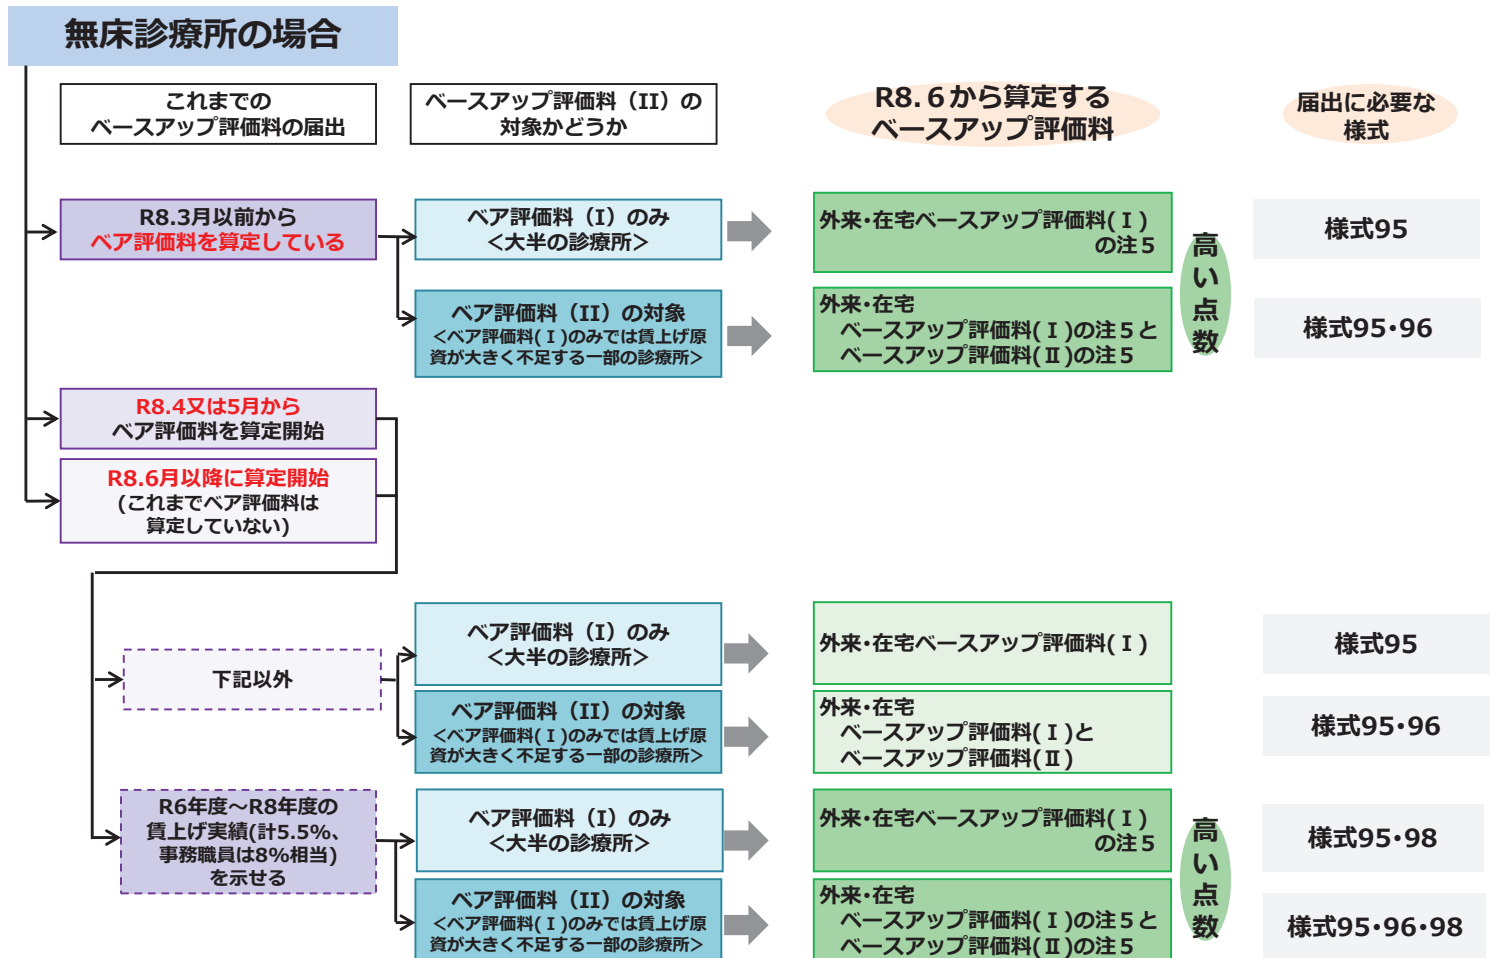 無床診療所の場合
これまでの
ベースアップ評価料の届出
ベースアップ評価料（II）の
対象かどうか
R8.６から算定する
ベースアップ評価料
届出に必要な
様式
R8.3月以前から
ベア評価料を算定している
ベア評価料（I）のみ
＜大半の診療所＞
外来･在宅ベースアップ評価料(Ⅰ)
の注５
様式95
ベア評価料（II）の対象
＜ベア評価料(Ⅰ)のみでは賃上げ原
資が大きく不足する一部の診療所＞
外来･在宅
ベースアップ評価料(Ⅰ)の注５と
ベースアップ評価料(Ⅱ)の注５
高い点数
様式95･96
R8.4又は5月から
ベア評価料を算定開始
R8.6月以降に算定開始
(これまでベア評価料は
算定していない)
下記以外
ベア評価料（I）のみ
＜大半の診療所＞
外来･在宅ベースアップ評価料(Ⅰ)
様式95
ベア評価料（II）の対象
＜ベア評価料(Ⅰ)のみでは賃上げ原
資が大きく不足する一部の診療所＞
外来･在宅
ベースアップ評価料(Ⅰ)と
ベースアップ評価料(Ⅱ)
様式95･96
R6年度～R8年度の
賃上げ実績(計5.5%、
事務職員は8%相当)
を示せる
ベア評価料（I）のみ
＜大半の診療所＞
外来･在宅ベースアップ評価料(Ⅰ)
の注５
様式95･98
ベア評価料（II）の対象
＜ベア評価料(Ⅰ)のみでは賃上げ原
資が大きく不足する一部の診療所＞
外来･在宅
ベースアップ評価料(Ⅰ)の注５と
ベースアップ評価料(Ⅱ)の注５
高い点数
様式95･96･98